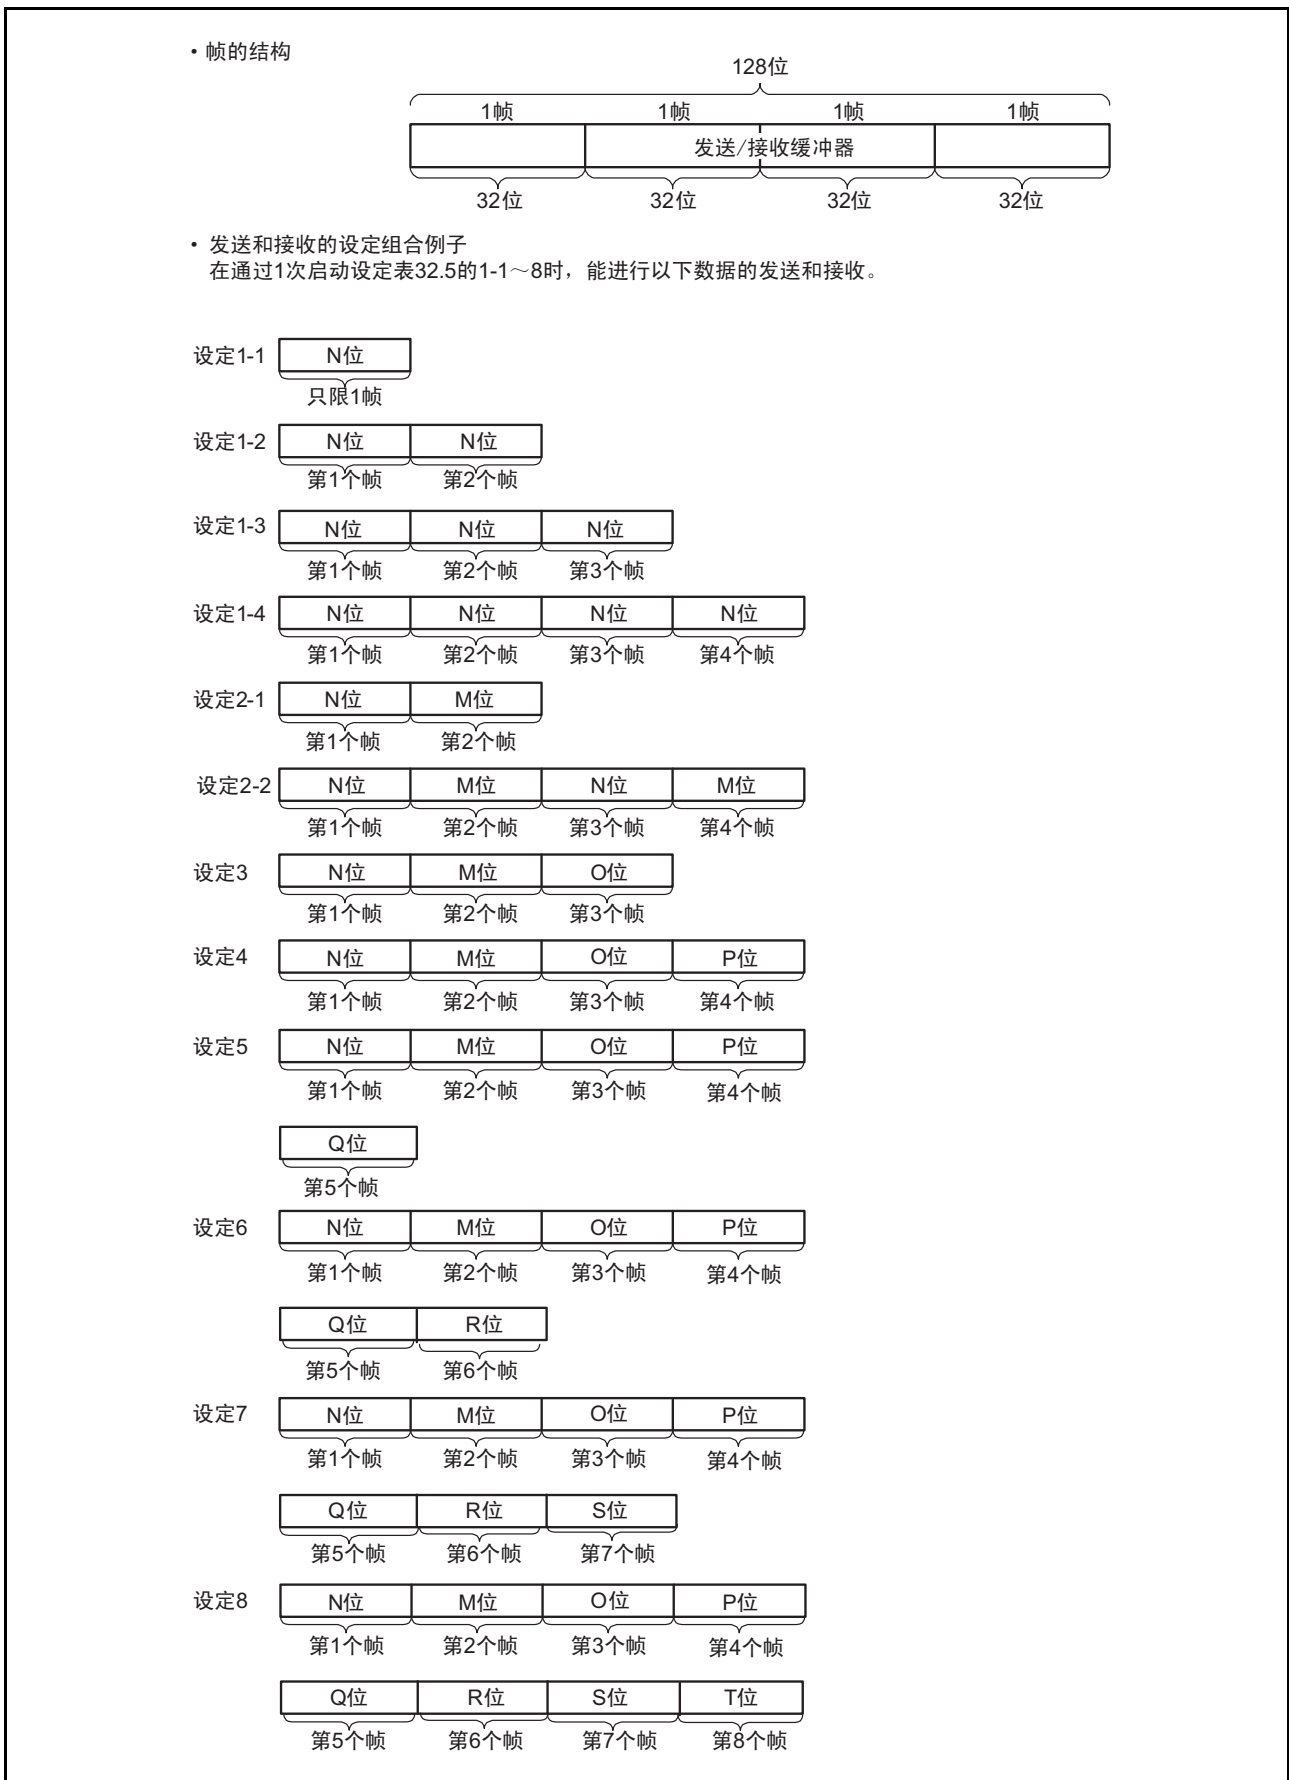 • 帧的结构
128位
1帧 1帧 1帧 1帧
发送/接收缓冲器
32位 32位 32位 32位
• 发送和接收的设定组合例子
在通过1次启动设定表32.5的1-1～8时，能进行以下数据的发送和接收。
设定1-1 N位
只限1帧
设定1-2 N位 N位
第1个帧 第2个帧
设定1-3 N位 N位 N位
第1个帧 第2个帧 第3个帧
设定1-4 N位 N位 N位 N位
第1个帧 第2个帧 第3个帧 第4个帧
设定2-1 N位 M位
第1个帧 第2个帧
设定2-2 N位 M位 N位 M位
第1个帧 第2个帧 第3个帧 第4个帧
设定3 N位 M位 O位
第1个帧 第2个帧 第3个帧
设定4 N位 M位 O位 P位
第1个帧 第2个帧 第3个帧 第4个帧
设定5 N位 M位 O位 P位
第1个帧 第2个帧 第3个帧 第4个帧
Q位
第5个帧
设定6 N位 M位 O位 P位
第1个帧 第2个帧 第3个帧 第4个帧
Q位 R位
第5个帧 第6个帧
设定7 N位 M位 O位 P位
第1个帧 第2个帧 第3个帧 第4个帧
Q位 R位 S位
第5个帧 第6个帧 第7个帧
设定8 N位 M位 O位 P位
第1个帧 第2个帧 第3个帧 第4个帧
Q位 R位 S位 T位
第5个帧 第6个帧 第7个帧 第8个帧